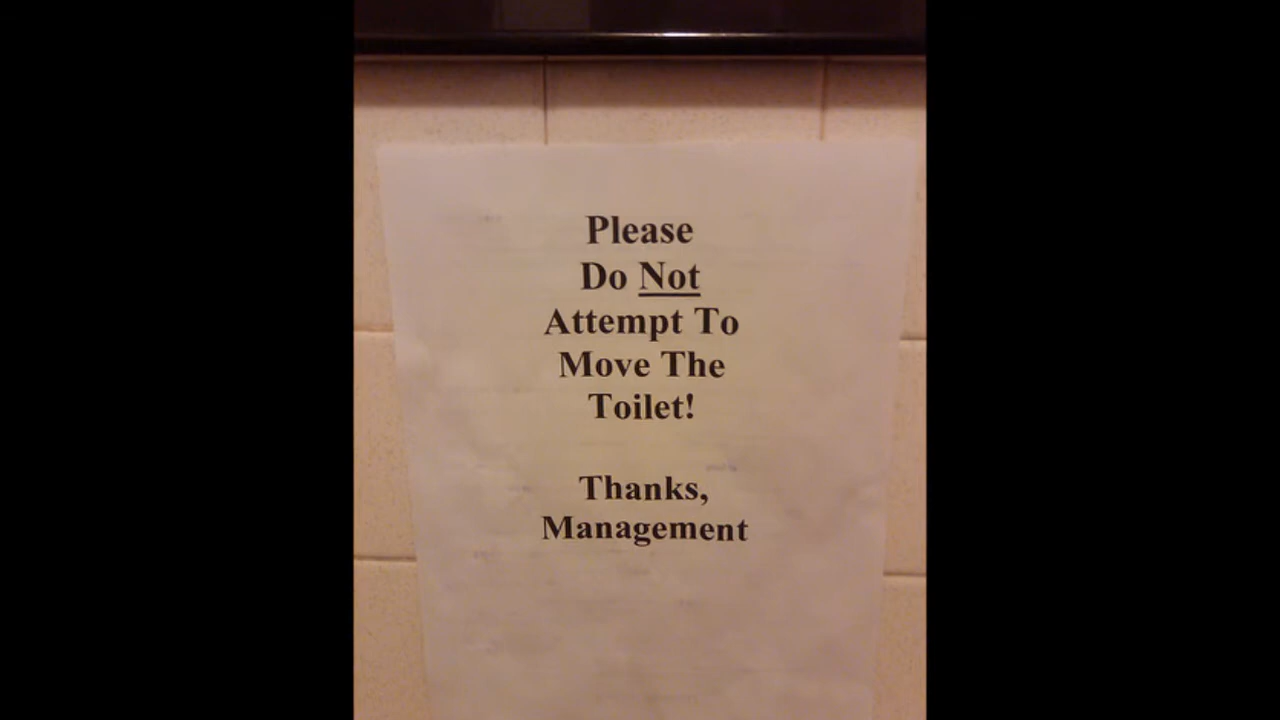 Please
Do Not
Attempt To
Move The
Toilet!
Thanks,
Management